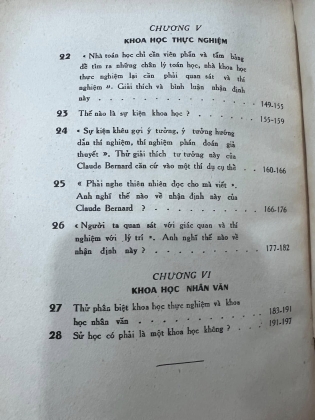 CHƯƠNG V
KHOA HỌC THỰC NGHIỆM
22 « Nhà toán học chỉ cần viên phấn và tấm bảng
để tìm ra những chân lý toán học, nhà khoa học
thực nghiệm lại cần phải quan sát và thí
nghiệm ». Giải thích và bình luận nhận định
này . . . . . . . . . . . . 149-155
23 Thế nào là sự kiện khoa học ? . . . . 155-159
24 « Sự kiện khêu gợi ý tưởng, ý tưởng hướng
dẫn thí nghiệm, thí nghiệm phán đoán giả
thuyết ». Thử giải thích tư tưởng này của
Claude Bernard căn cứ vào một thí dụ cụ thể
. . . . . . . . . . . . 160-166
25 « Phải nghe thiên nhiên đọc cho mà viết ».
Anh nghĩ thế nào về nhận định này của
Claude Bernard ? . . . . . . . . 166-176
26 « Người ta quan sát với giác quan và thí
nghiệm với lý trí ». Anh nghĩ thế nào về
nhận định này ? . . . . . . . . 177-182
CHƯƠNG VI
KHOA HỌC NHÂN VĂN
27 Thử phân biệt khoa học thực nghiệm và khoa
học nhân văn . . . . . . . . . 183-191
28 Sử học có phải là một khoa học không ? . . . 191-197